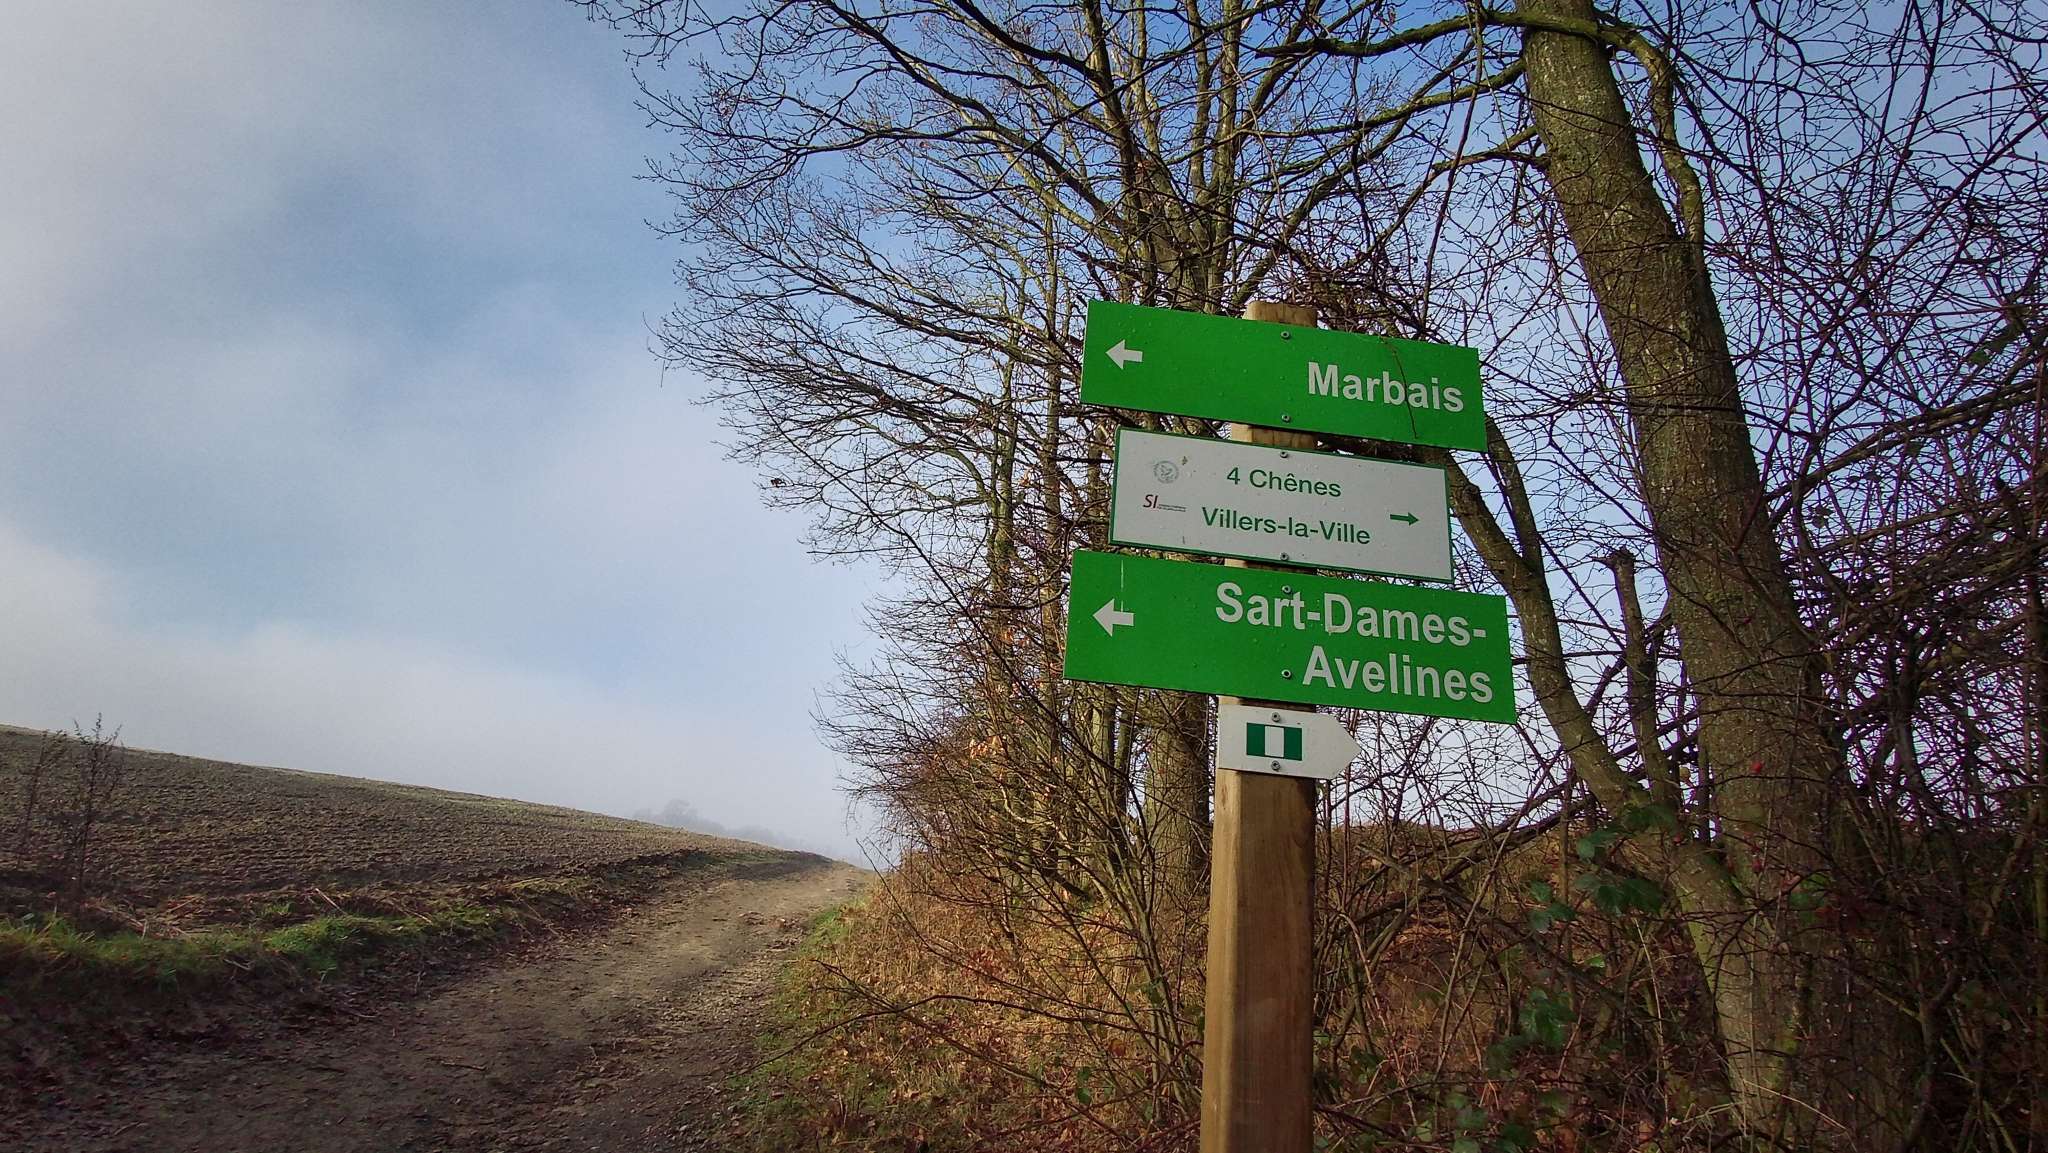 Marbais
4 Chênes
SI
Villers-la-Ville
Sart-Dames-
Avelines